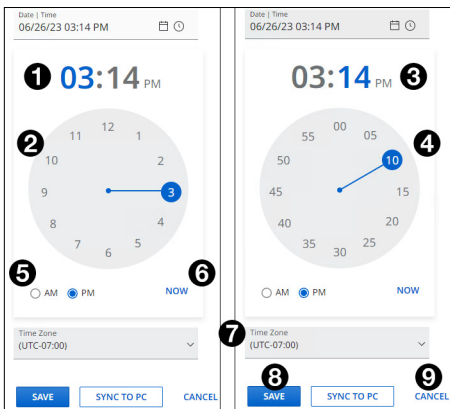 Date | Time
06/26/23 03:14 PM
1
03:14 PM
2
12
11
1
10
2
9
3
8
4
7
5
6
5
AM
PM
6
NOW
Time Zone
(UTC-07:00)
SAVE
SYNC TO PC
CANCEL
Date | Time
06/26/23 03:14 PM
03:14 PM
3
4
00
55
05
50
10
45
15
40
20
35
25
30
AM
PM
NOW
7
Time Zone
(UTC-07:00)
8
9
SAVE
SYNC TO PC
CANCEL